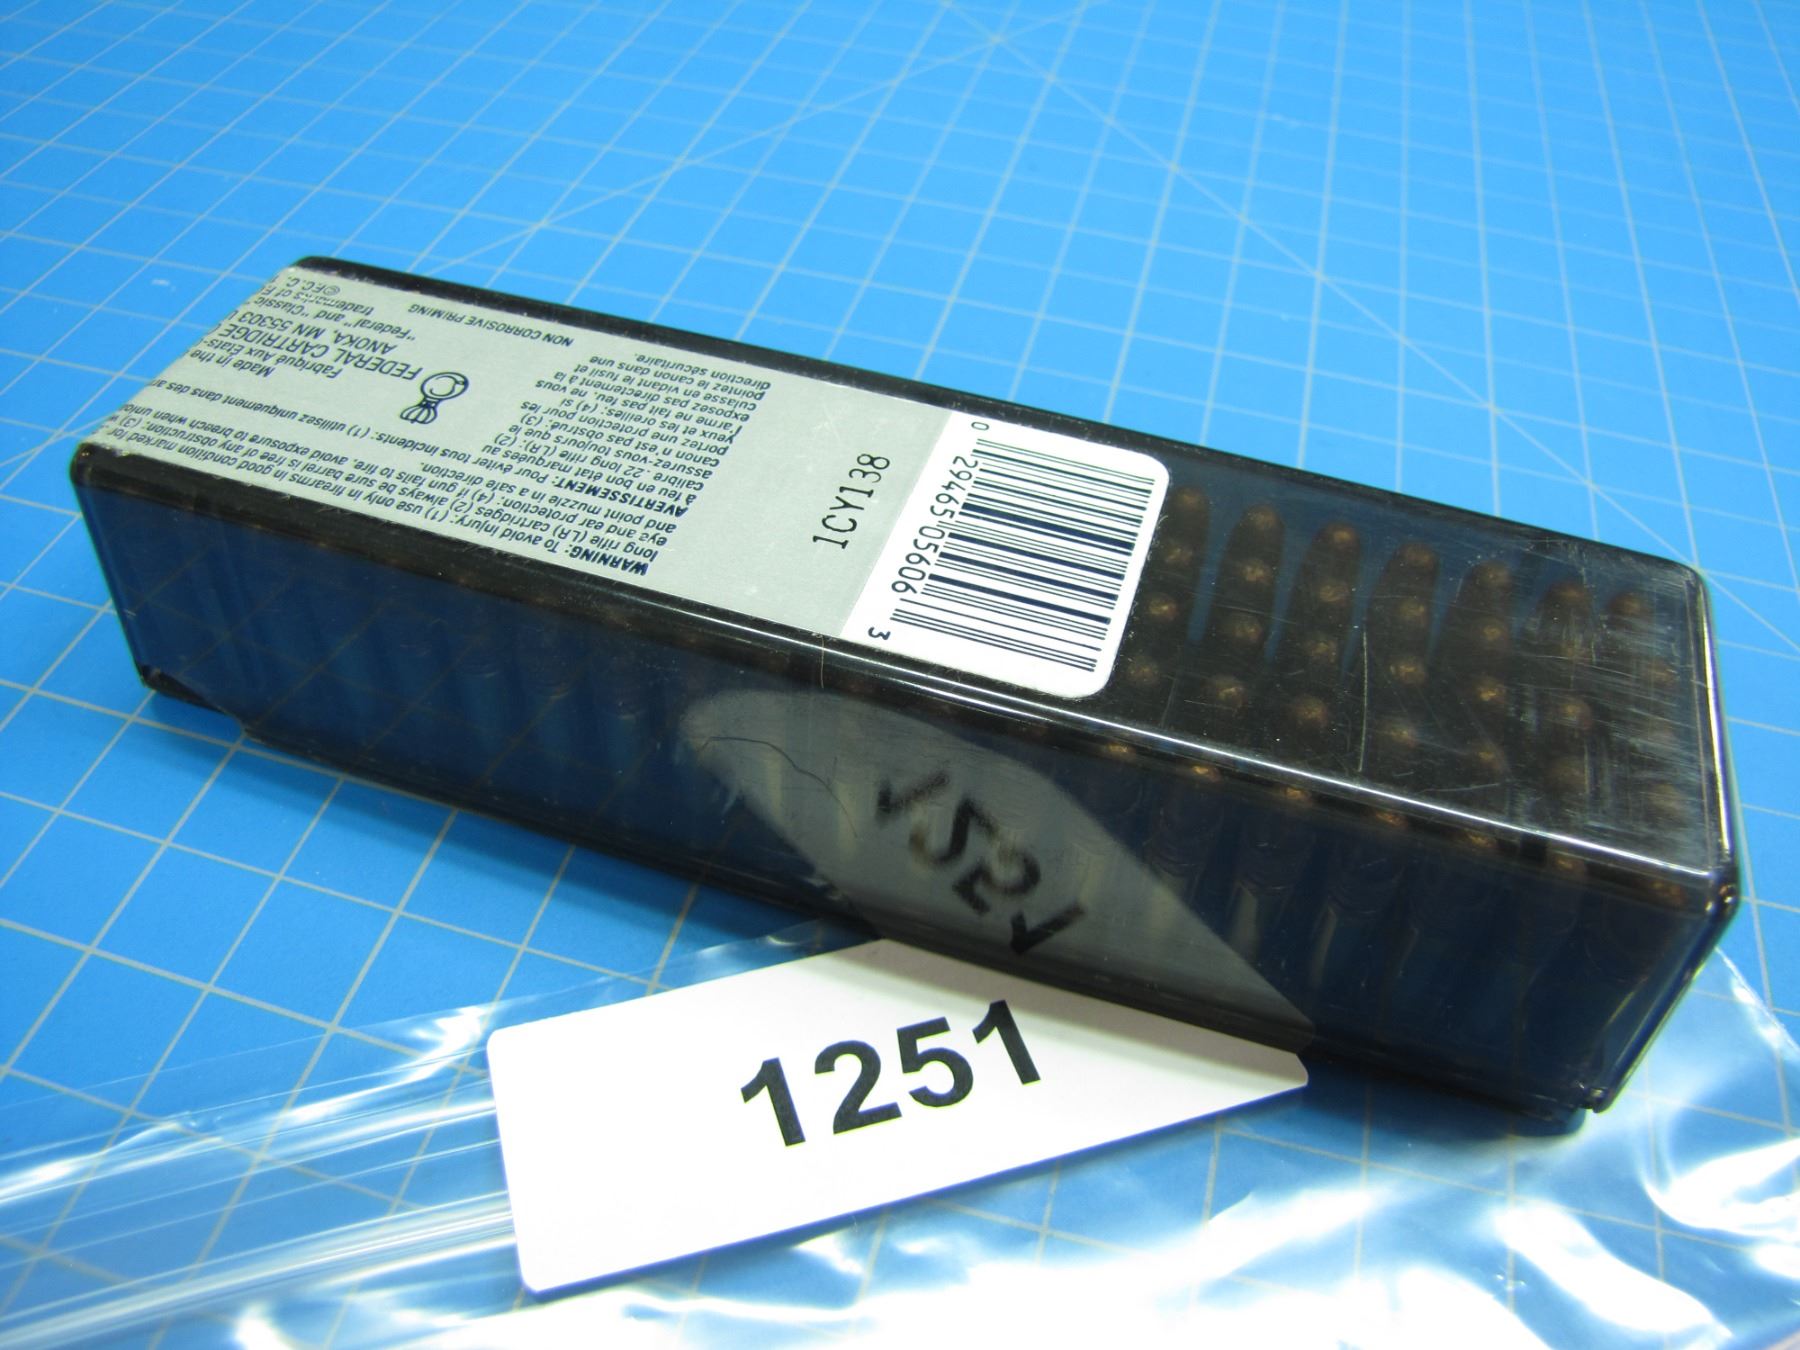 WARNING: To avoid injury: (1) use only in firearms in good condition marked for
long rifle (LR) cartridges (2) always be sure barrel is free of any obstruction; (3)
eye and ear protection; (4) if gun fails to fire, avoid exposure to breech when
and point muzzle in a safe direction.
AVERTISSEMENT: Pour éviter tous incidents: (1) utilisez uniquement dans des
à feu en bon état marquées au
calibre .22 long rifle (LR); (2)
assurez-vous toujours que le
canon n'est pas obstrué; (3)
portez une protection pour les
yeux et les oreilles; (4) si
l'arme ne fait pas feu, ne vous
exposez pas directement à la
culasse en vidant le fusil et
pointez le canon dans une
direction sécuritaire.
Made in the
Fabriqué Aux États-
FEDERAL CARTRIDGE
ANOKA, MN 55303
"Federal" and "Classic"
trademarks of
©F.C.C.
NON CORROSIVE PRIMING
1CY138
0 29465 05606 3
1251